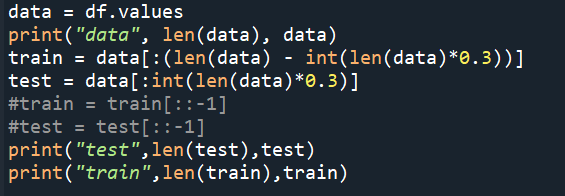 data = df.values
print("data", len(data), data)
train = data[:(len(data) - int(len(data)*0.3))]
test = data[:int(len(data)*0.3)]
#train = train[::-1]
#test = test[::-1]
print("test",len(test),test)
print("train",len(train),train)